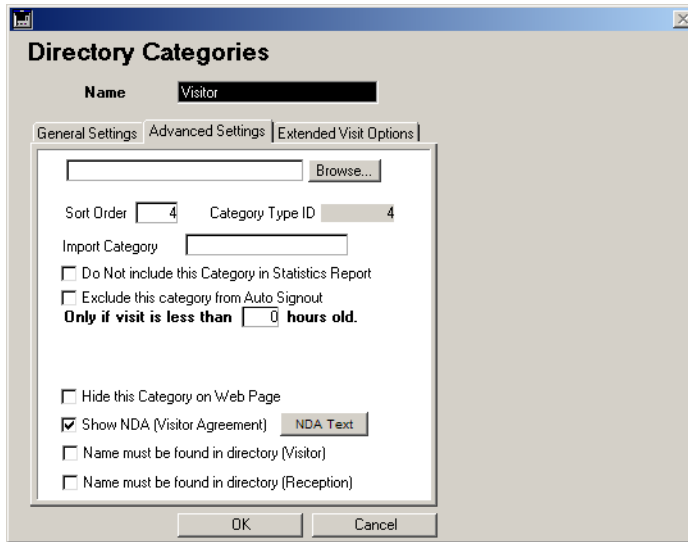 Directory Categories
Name Visitor
General Settings Advanced Settings Extended Visit Options
Browse...
Sort Order 4 Category Type ID 4
Import Category
Do Not include this Category in Statistics Report
Exclude this category from Auto Signout
Only if visit is less than 0 hours old.
Hide this Category on Web Page
Show NDA (Visitor Agreement) NDA Text
Name must be found in directory (Visitor)
Name must be found in directory (Reception)
OK Cancel